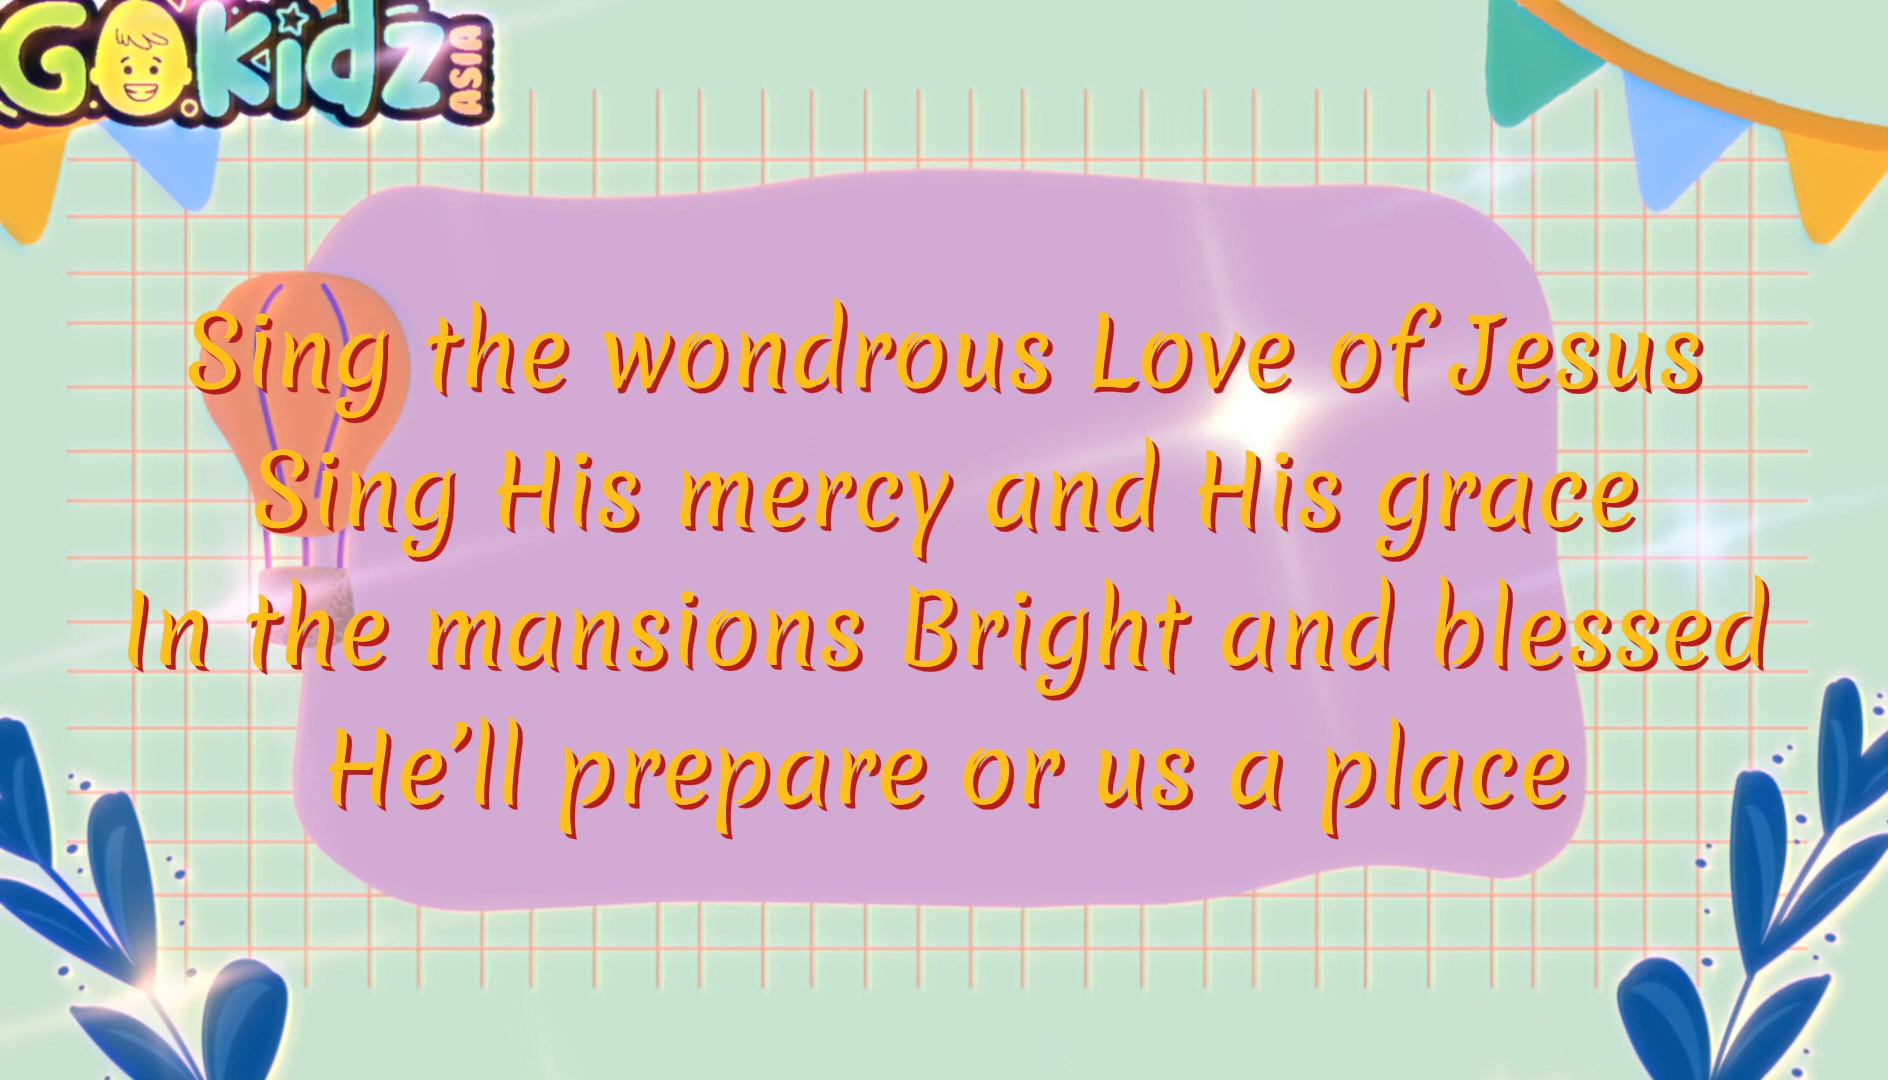 GOkidz ASIA
Sing the wondrous Love of Jesus
Sing His mercy and His grace
In the mansions Bright and blessed
He’ll prepare or us a place